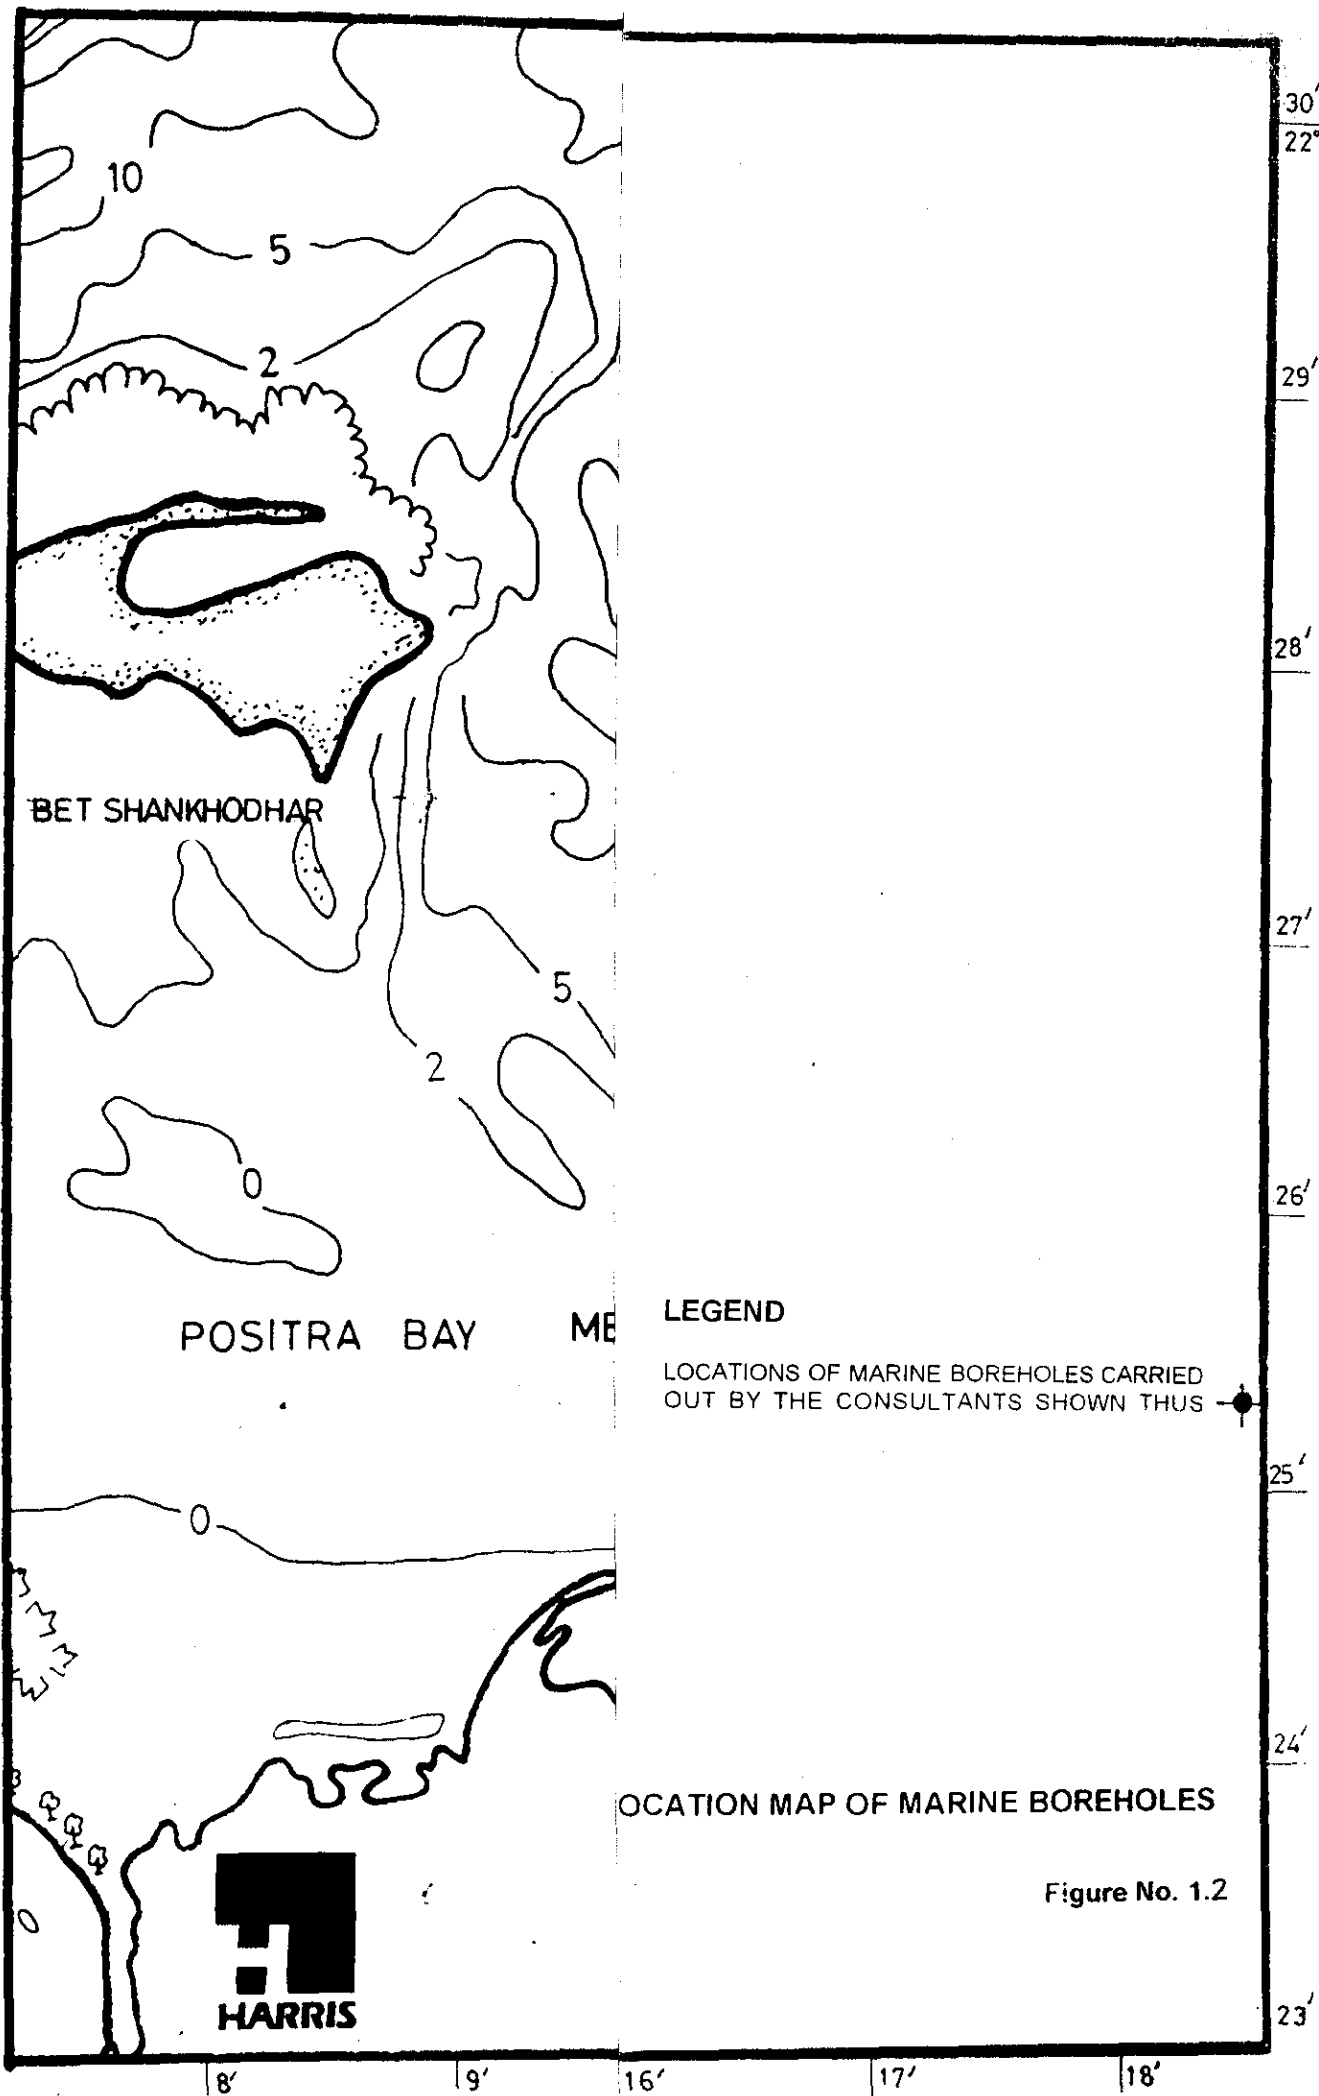 30′
22°
10
5
29′
2
28′
BET SHANKHODHAR
27′
5
2
0
26′
POSITRA BAY ME
LEGEND
LOCATIONS OF MARINE BOREHOLES CARRIED
OUT BY THE CONSULTANTS SHOWN THUS
25′
0
24′
OCATION MAP OF MARINE BOREHOLES
Figure No. 1.2
HARRIS
23′
8′ 9′ 16′ 17′ 18′